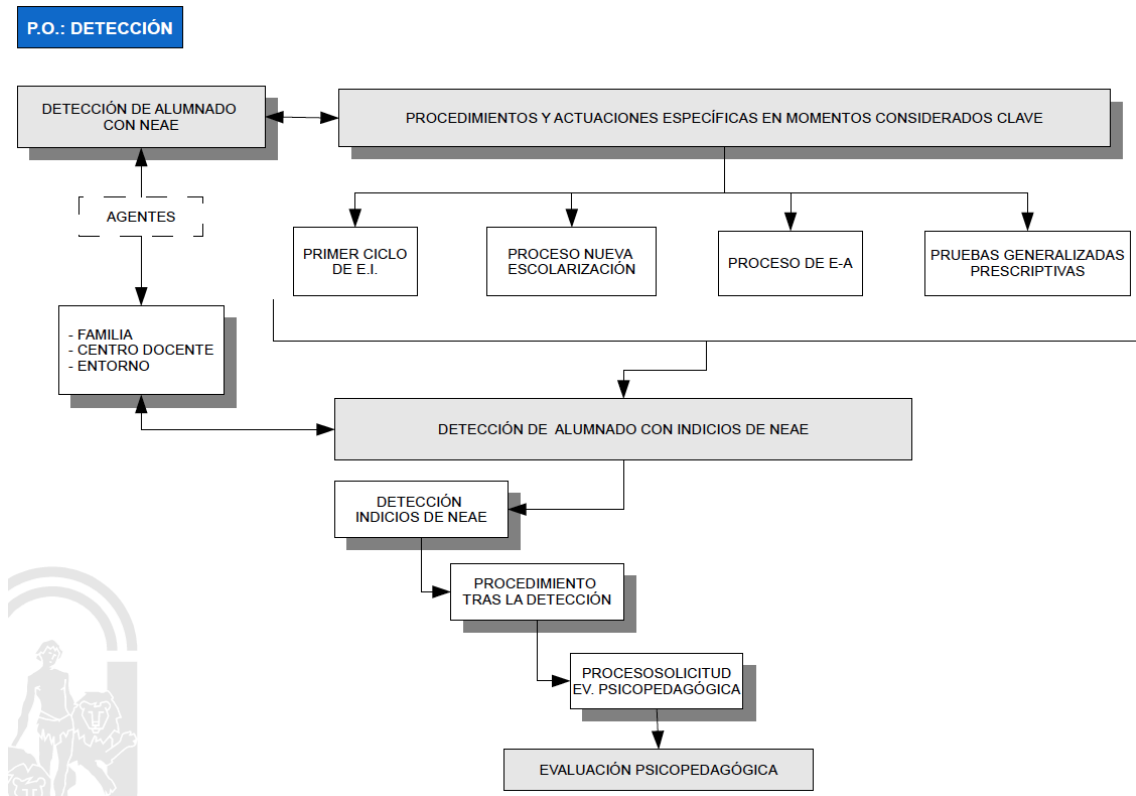 P.O.: DETECCIÓN
DETECCIÓN DE ALUMNADO
CON NEAE
PROCEDIMIENTOS Y ACTUACIONES ESPECÍFICAS EN MOMENTOS CONSIDERADOS CLAVE
AGENTES
PRIMER CICLO
DE E.I.
PROCESO NUEVA
ESCOLARIZACIÓN
PROCESO DE E-A
PRUEBAS GENERALIZADAS
PRESCRIPTIVAS
- FAMILIA
- CENTRO DOCENTE
- ENTORNO
DETECCIÓN DE ALUMNADO CON INDICIOS DE NEAE
DETECCIÓN
INDICIOS DE NEAE
PROCEDIMIENTO
TRAS LA DETECCIÓN
PROCESOSOLICITUD
EV. PSICOPEDAGÓGICA
EVALUACIÓN PSICOPEDAGÓGICA